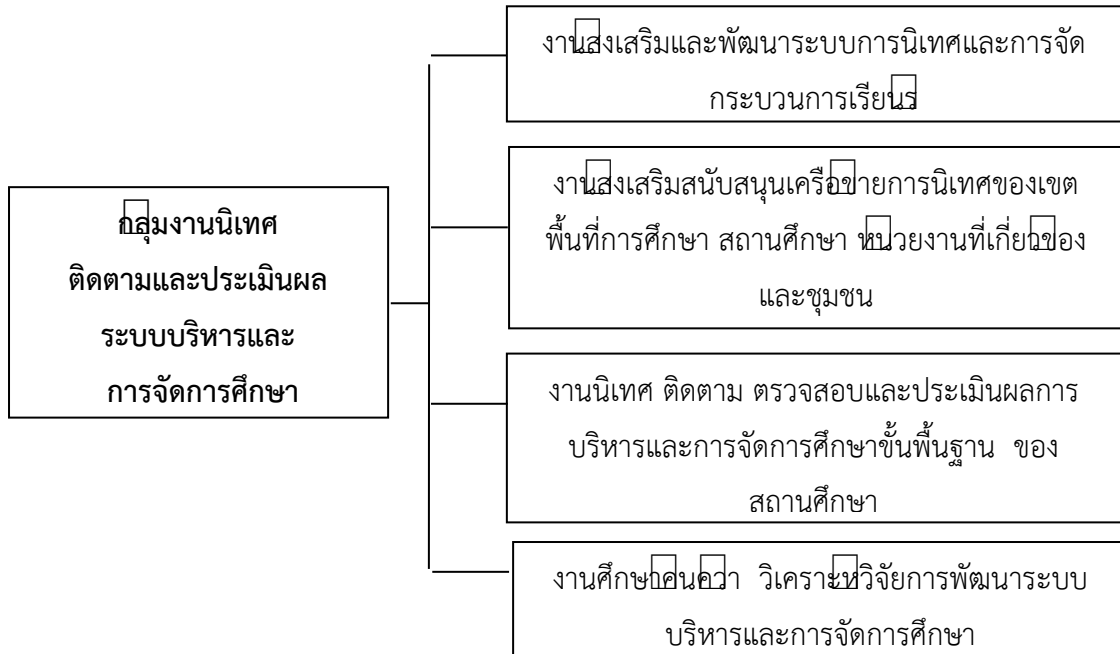 กลุมงานนิเทศ
ติดตามและประเมินผล
ระบบบริหารและ
การจัดการศึกษา
งานสงเสริมและพัฒนาระบบการนิเทศและการจัด
กระบวนการเรียนร
งานสงเสริมสนับสนุนเครือขายการนิเทศของเขต
พื้นที่การศึกษา สถานศึกษา หนวยงานที่เกี่ยวของ
และชุมชน
งานนิเทศ ติดตาม ตรวจสอบและประเมินผลการ
บริหารและการจัดการศึกษาขั้นพื้นฐาน ของ
สถานศึกษา
งานศึกษาคนควา วิเคราะหวิจัยการพัฒนาระบบ
บริหารและการจัดการศึกษา